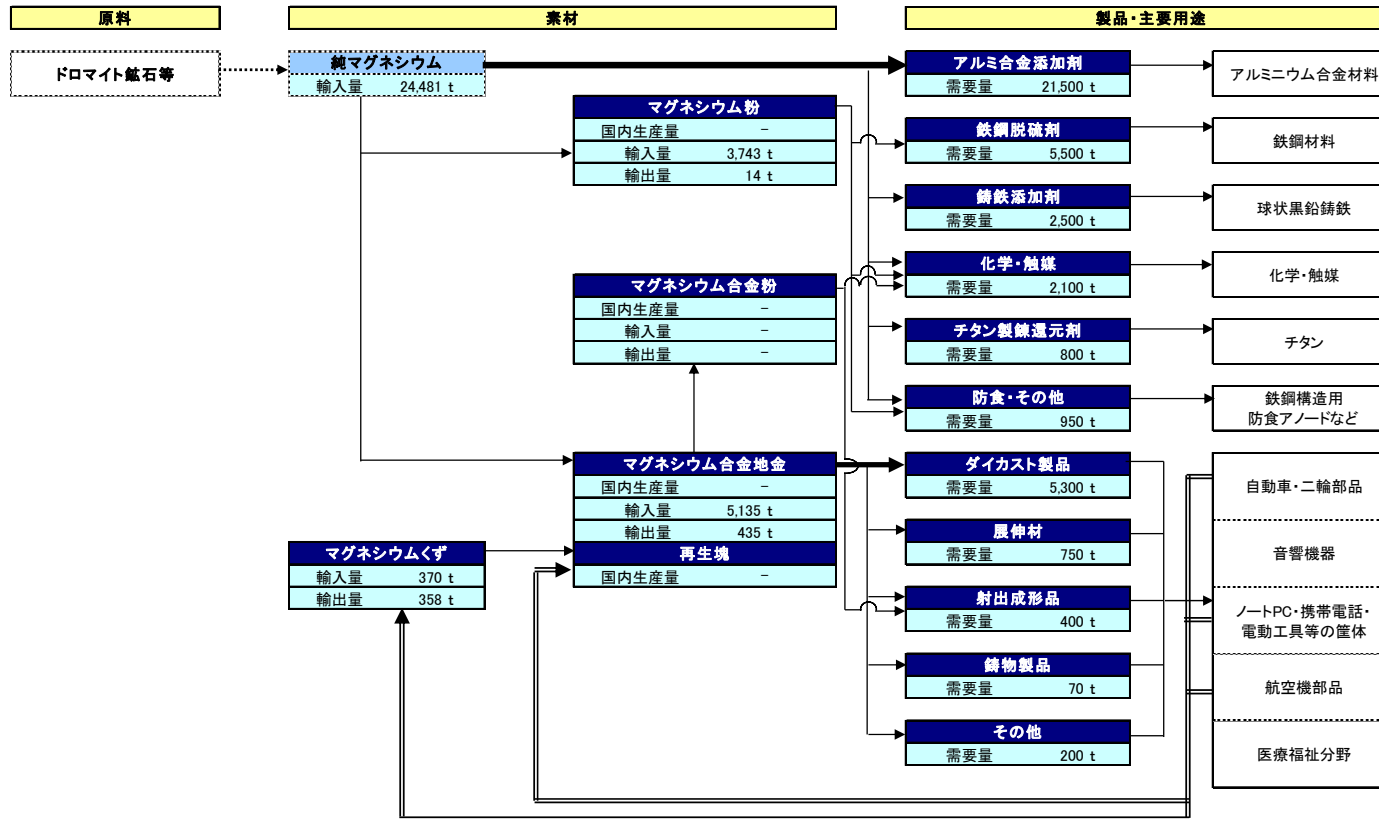 原料
素材
製品・主要用途
ドロマイト鉱石等
純マグネシウム
輸入量 24,481 t
マグネシウム粉
国内生産量 －
輸入量 3,743 t
輸出量 14 t
マグネシウム合金粉
国内生産量 －
輸入量 －
輸出量 －
マグネシウム合金地金
国内生産量 －
輸入量 5,135 t
輸出量 435 t
再生塊
国内生産量 －
マグネシウムくず
輸入量 370 t
輸出量 358 t
アルミ合金添加剤
需要量 21,500 t
鉄鋼脱硫剤
需要量 5,500 t
鋳鉄添加剤
需要量 2,500 t
化学・触媒
需要量 2,100 t
チタン製錬還元剤
需要量 800 t
防食・その他
需要量 950 t
ダイカスト製品
需要量 5,300 t
展伸材
需要量 750 t
射出成形品
需要量 400 t
鋳物製品
需要量 70 t
その他
需要量 200 t
アルミニウム合金材料
鉄鋼材料
球状黒鉛鋳鉄
化学・触媒
チタン
鉄鋼構造用
防食アノードなど
自動車・二輪部品
音響機器
ノートPC・携帯電話・
電動工具等の筐体
航空機部品
医療福祉分野